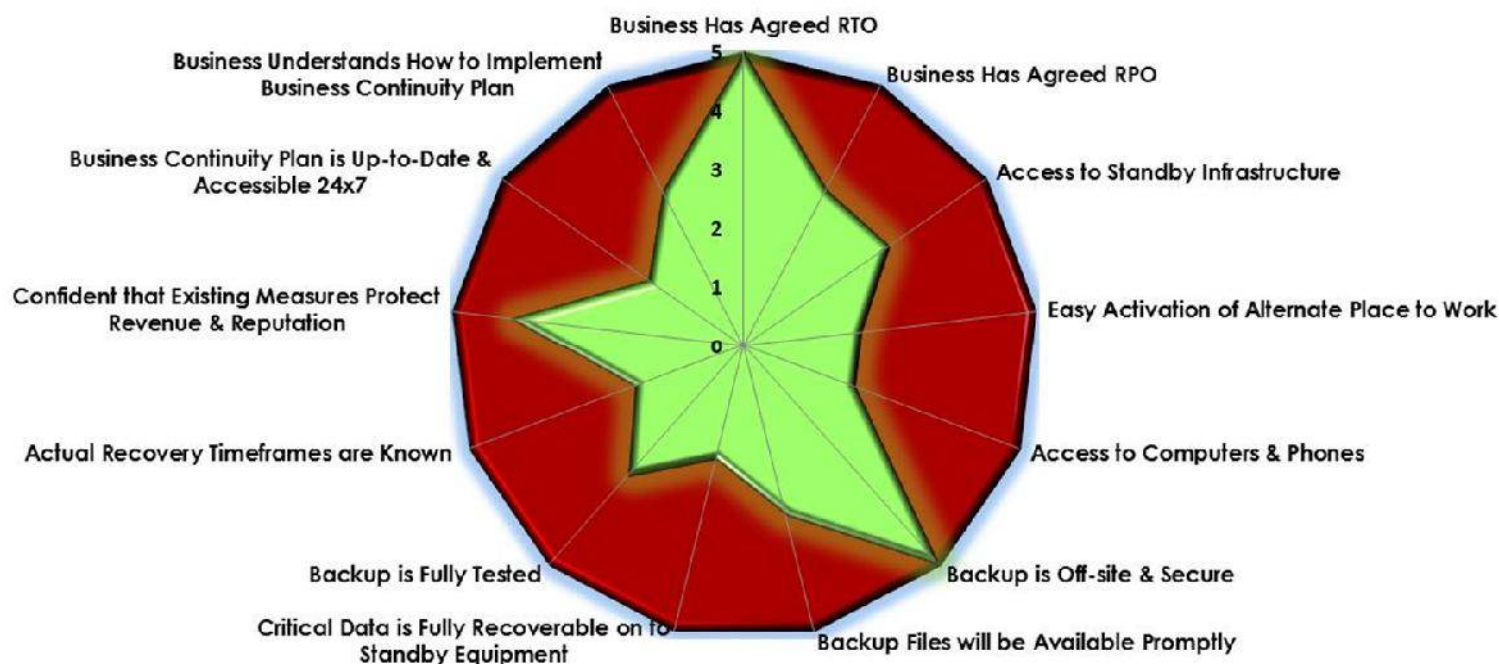 Business Has Agreed RTO
Business Understands How to Implement
Business Continuity Plan
Business Has Agreed RPO
Business Continuity Plan is Up-to-Date &
Accessible 24x7
Access to Standby Infrastructure
Confident that Existing Measures Protect
Revenue & Reputation
Easy Activation of Alternate Place to Work
Actual Recovery Timeframes are Known
Access to Computers & Phones
Backup is Fully Tested
Backup is Off-site & Secure
Critical Data is Fully Recoverable on to
Standby Equipment
Backup Files will be Available Promptly
5
4
3
2
1
0